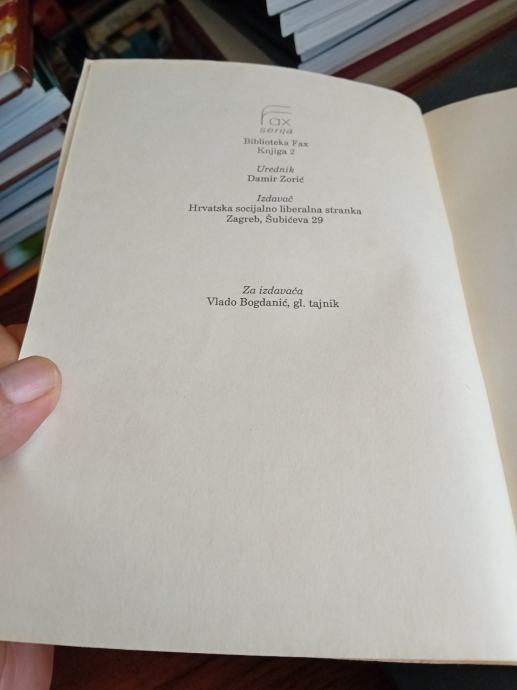 Fax
serija
Biblioteka Fax
Knjiga 2
Urednik
Damir Zorić
Izdavač
Hrvatska socijalno liberalna stranka
Zagreb, Šubićeva 29
Za izdavača
Vlado Bogdanić, gl. tajnik